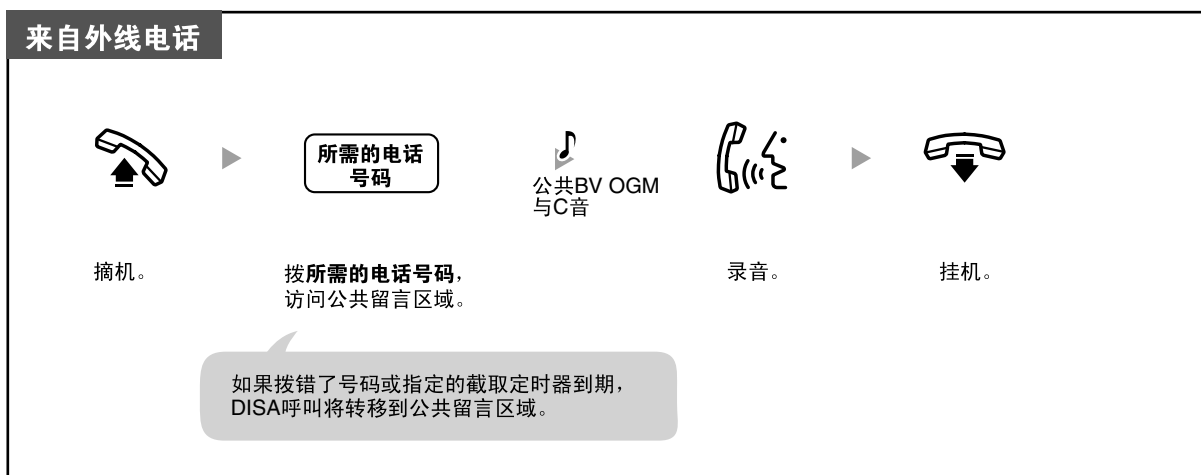 来自外线电话
所需的电话
号码
公共BV OGM
与C音
摘机。
拨所需的电话号码，
访问公共留言区域。
录音。
挂机。
如果拨错了号码或指定的截取定时器到期，
DISA呼叫将转移到公共留言区域。